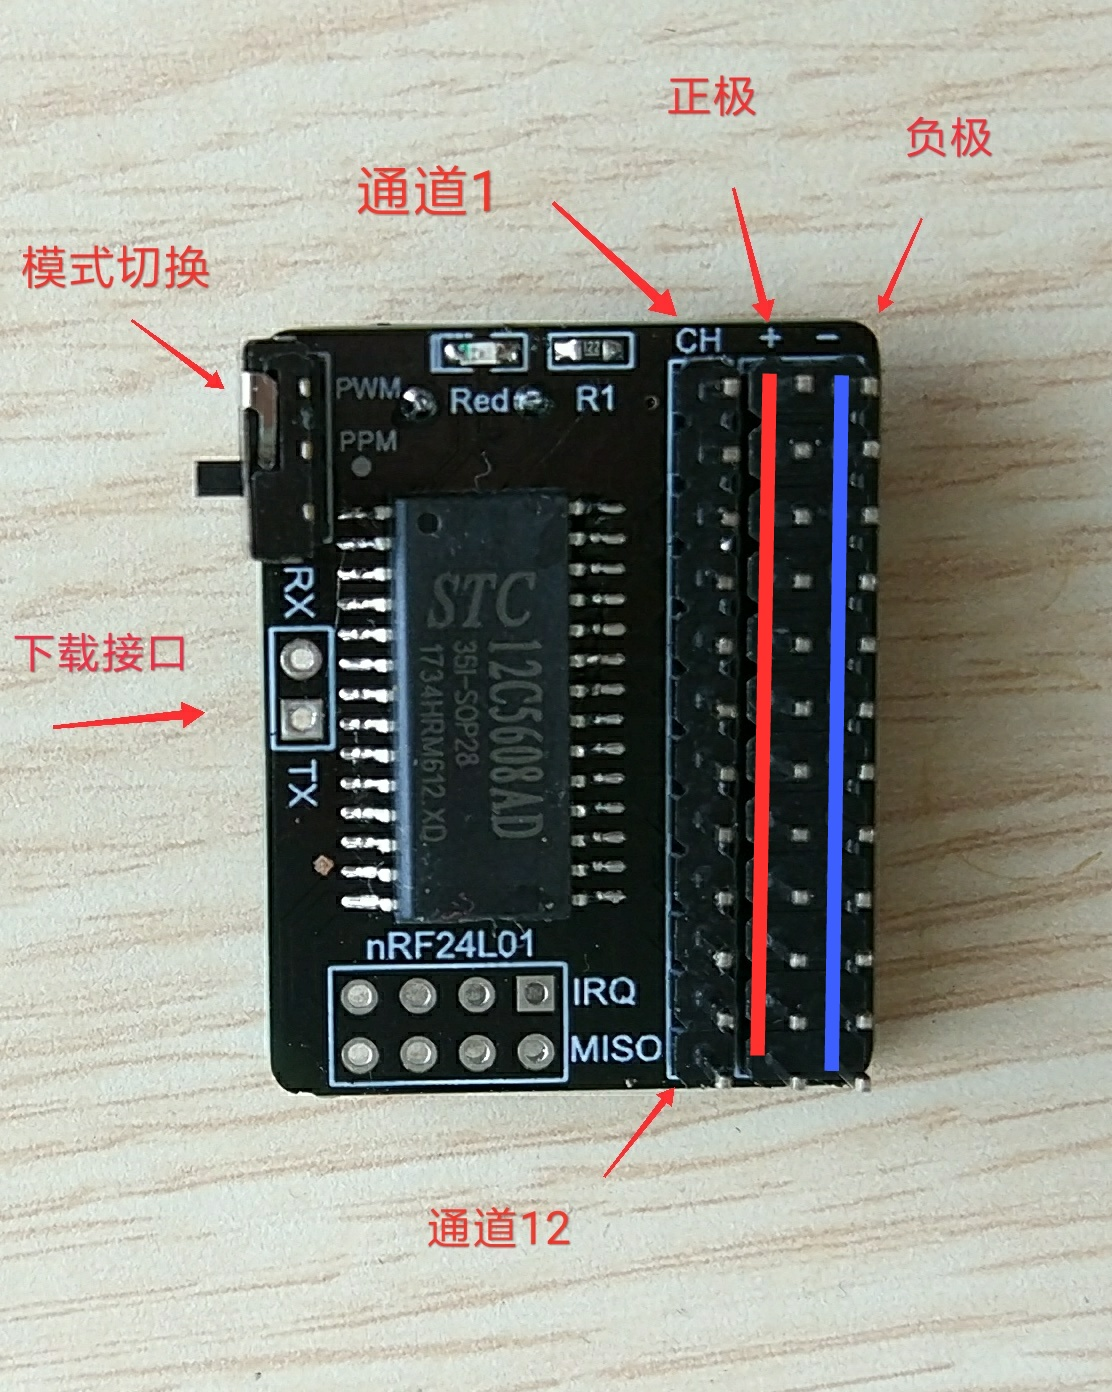 正极
负极
通道1
模式切换
CH + -
PWM
Red
R1
PPM
RX
下载接口
TX
STC
12C5608AD
35I-SOP28
1734HRM612.XD
nRF24L01
IRQ
MISO
通道12